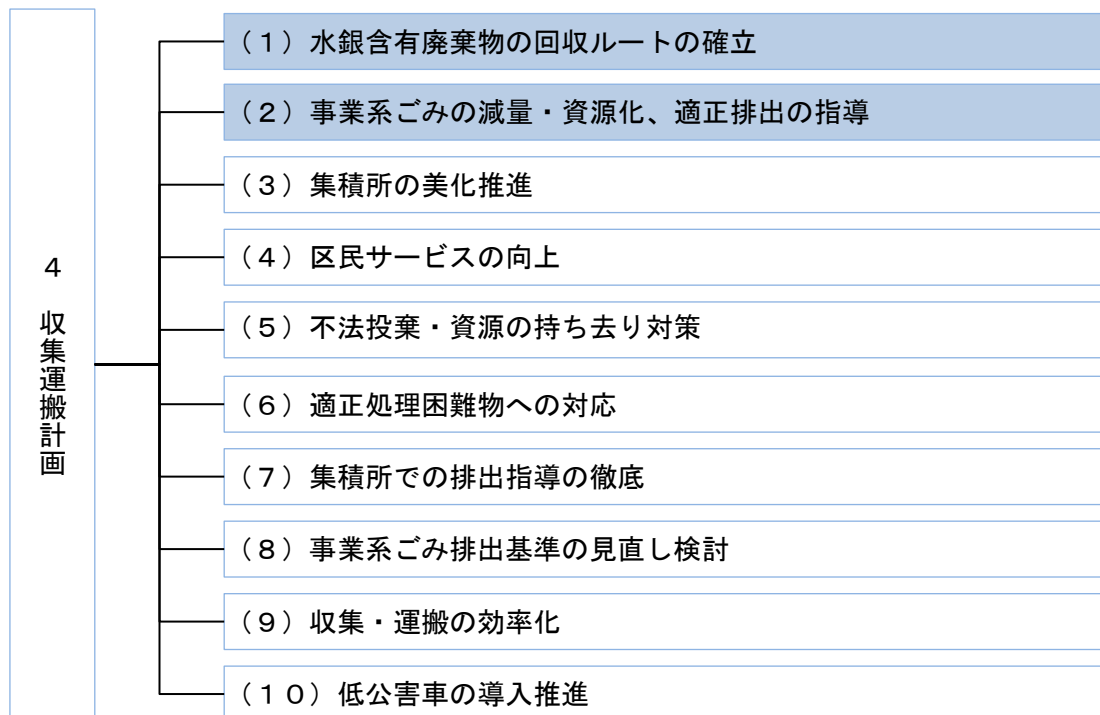 ４　収集運搬計画
（１）水銀含有廃棄物の回収ルートの確立
（２）事業系ごみの減量・資源化、適正排出の指導
（３）集積所の美化推進
（４）区民サービスの向上
（５）不法投棄・資源の持ち去り対策
（６）適正処理困難物への対応
（７）集積所での排出指導の徹底
（８）事業系ごみ排出基準の見直し検討
（９）収集・運搬の効率化
（１０）低公害車の導入推進